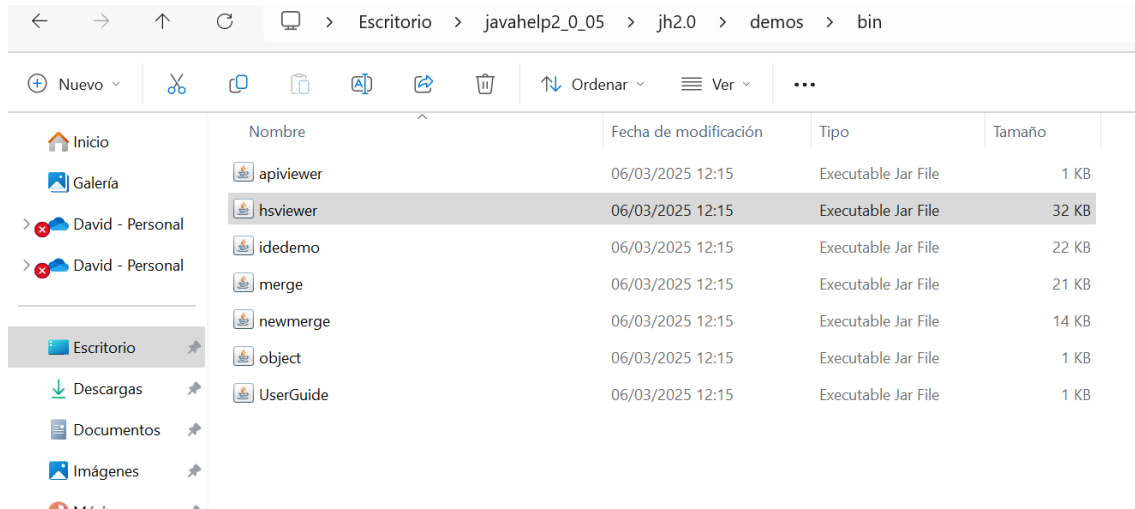 Escritorio > javahelp2_0_05 > jh2.0 > demos > bin
Nuevo Ordenar Ver
Nombre Fecha de modificación Tipo Tamaño
Inicio
Galería
David - Personal
David - Personal
Escritorio
Descargas
Documentos
Imágenes
apiviewer 06/03/2025 12:15 Executable Jar File 1 KB
hsviewer 06/03/2025 12:15 Executable Jar File 32 KB
idedemo 06/03/2025 12:15 Executable Jar File 22 KB
merge 06/03/2025 12:15 Executable Jar File 21 KB
newmerge 06/03/2025 12:15 Executable Jar File 14 KB
object 06/03/2025 12:15 Executable Jar File 1 KB
UserGuide 06/03/2025 12:15 Executable Jar File 1 KB